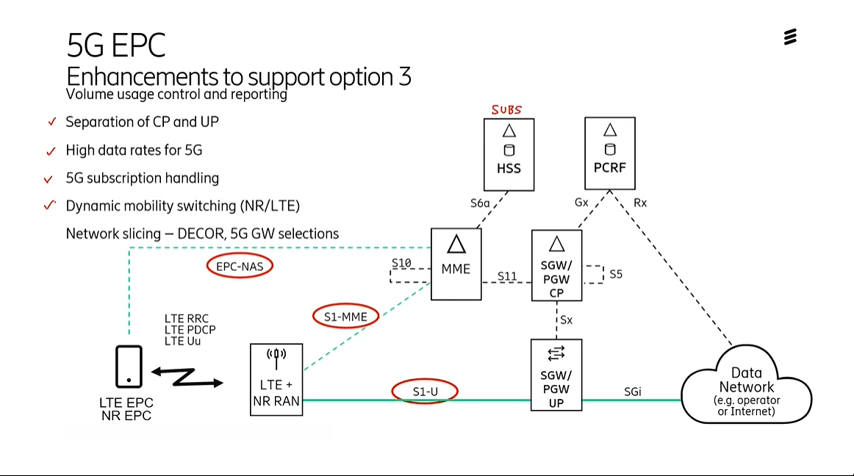 5G EPC
Enhancements to support option 3
Volume usage control and reporting
Separation of CP and UP
High data rates for 5G
5G subscription handling
Dynamic mobility switching (NR/LTE)
Network slicing – DECOR, 5G GW selections
SUBS
HSS
PCRF
S6a
Gx
Rx
EPC-NAS
S10
MME
S11
SGW/
PGW
CP
S5
S1-MME
Sx
LTE RRC
LTE PDCP
LTE Uu
LTE EPC
NR EPC
LTE +
NR RAN
S1-U
SGW/
PGW
UP
SGi
Data
Network
(e.g. operator
or Internet)